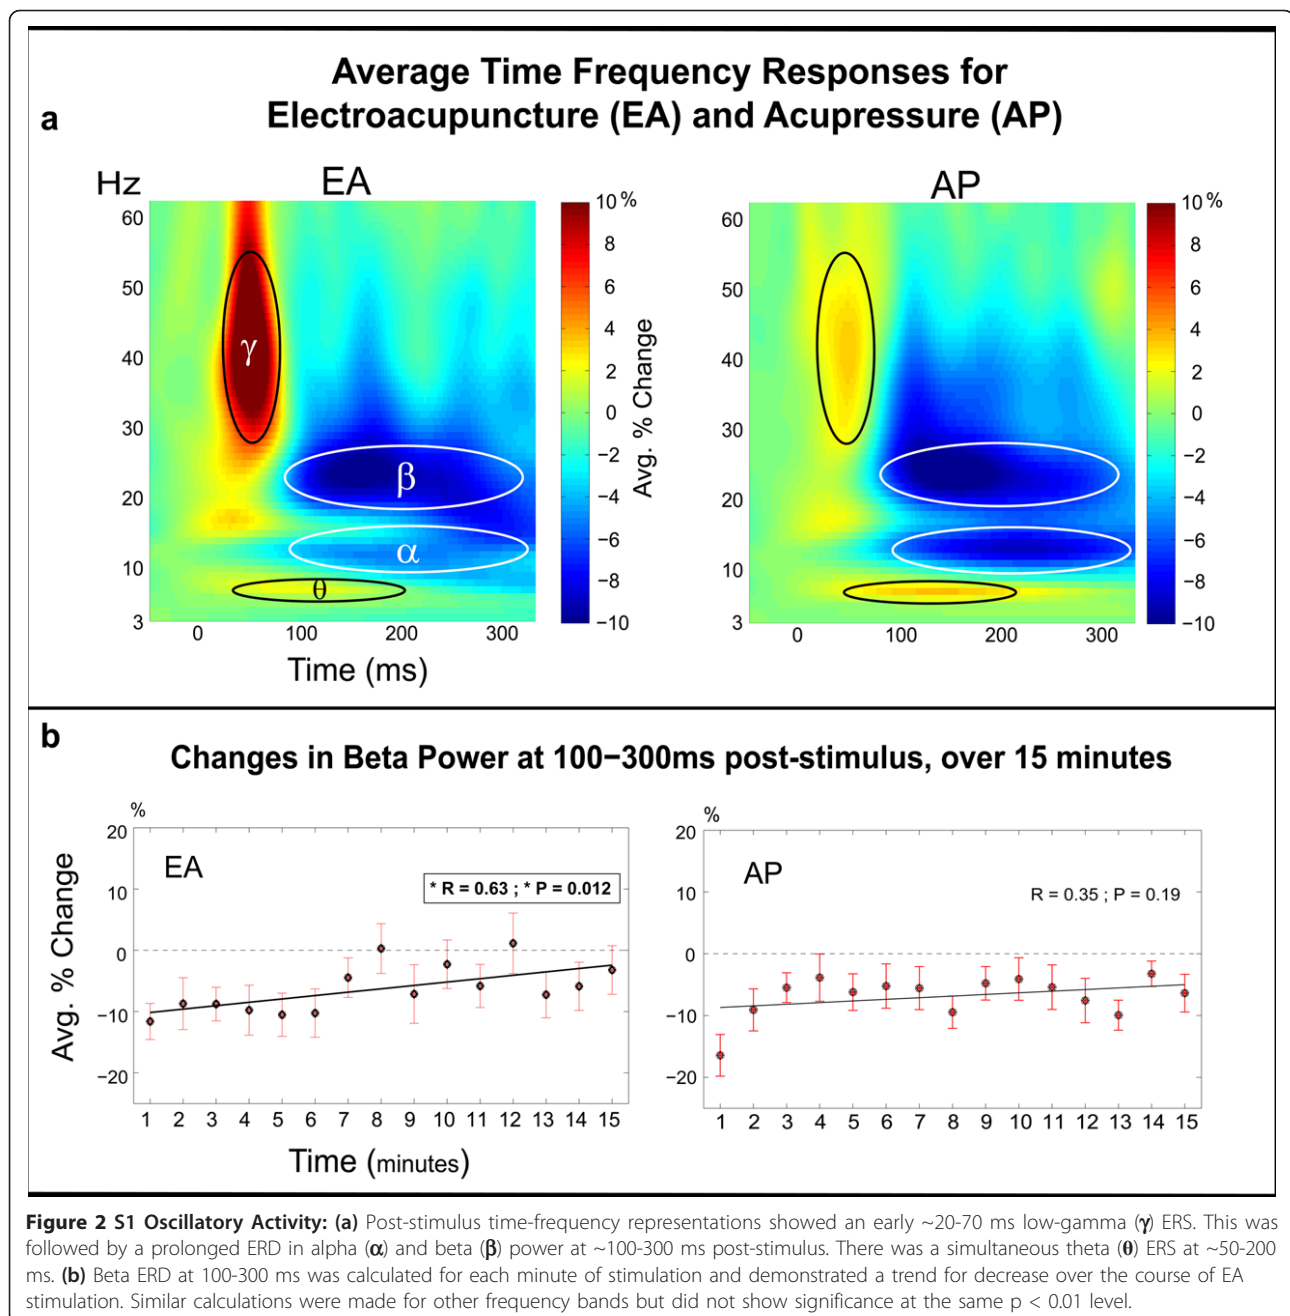 Average Time Frequency Responses for
Electroacupuncture (EA) and Acupressure (AP)
a
Hz
EA
60
50
40
30
20
10
3
γ
β
α
θ
0 100 200 300
Time (ms)
10 %
8
6
4
2
0
−2
−4
−6
−8
−10
Avg. % Change
AP
60
50
40
30
20
10
3
0 100 200 300
10 %
8
6
4
2
0
−2
−4
−6
−8
−10
b
Changes in Beta Power at 100−300ms post-stimulus, over 15 minutes
%
20
10
0
−10
−20
Avg. % Change
EA
* R = 0.63 ; * P = 0.012
1 2 3 4 5 6 7 8 9 10 11 12 13 14 15
Time (minutes)
%
20
10
0
−10
−20
AP
R = 0.35 ; P = 0.19
1 2 3 4 5 6 7 8 9 10 11 12 13 14 15
Figure 2 S1 Oscillatory Activity: (a) Post-stimulus time-frequency representations showed an early ~20-70 ms low-gamma (γ) ERS. This was
followed by a prolonged ERD in alpha (α) and beta (β) power at ~100-300 ms post-stimulus. There was a simultaneous theta (θ) ERS at ~50-200
ms. (b) Beta ERD at 100-300 ms was calculated for each minute of stimulation and demonstrated a trend for decrease over the course of EA
stimulation. Similar calculations were made for other frequency bands but did not show significance at the same p < 0.01 level.